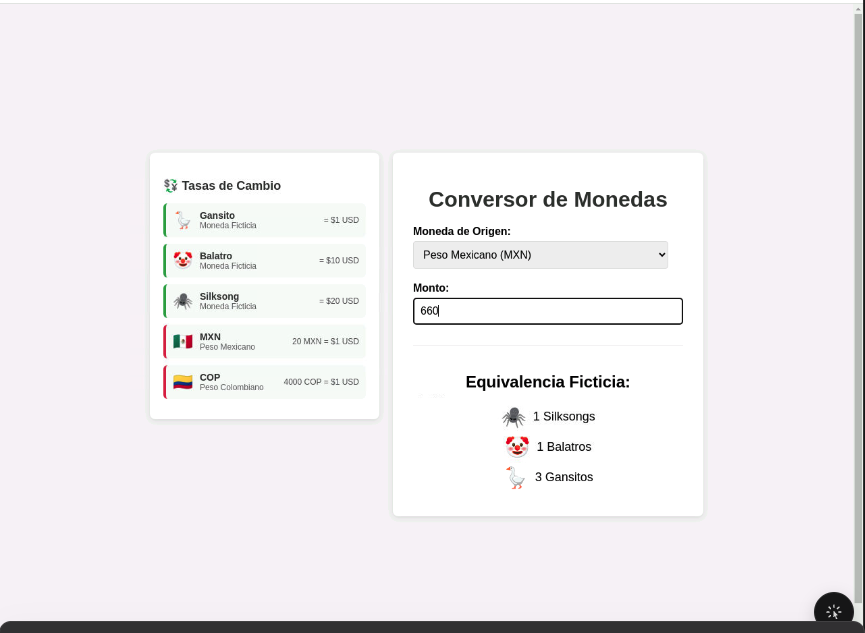 Tasas de Cambio
Gansito
Moneda Ficticia
= $1 USD
Balatro
Moneda Ficticia
= $10 USD
Silksong
Moneda Ficticia
= $20 USD
MXN
Peso Mexicano
20 MXN = $1 USD
COP
Peso Colombiano
4000 COP = $1 USD
Conversor de Monedas
Moneda de Origen:
Peso Mexicano (MXN)
Monto:
660
Equivalencia Ficticia:
1 Silksongs
1 Balatros
3 Gansitos